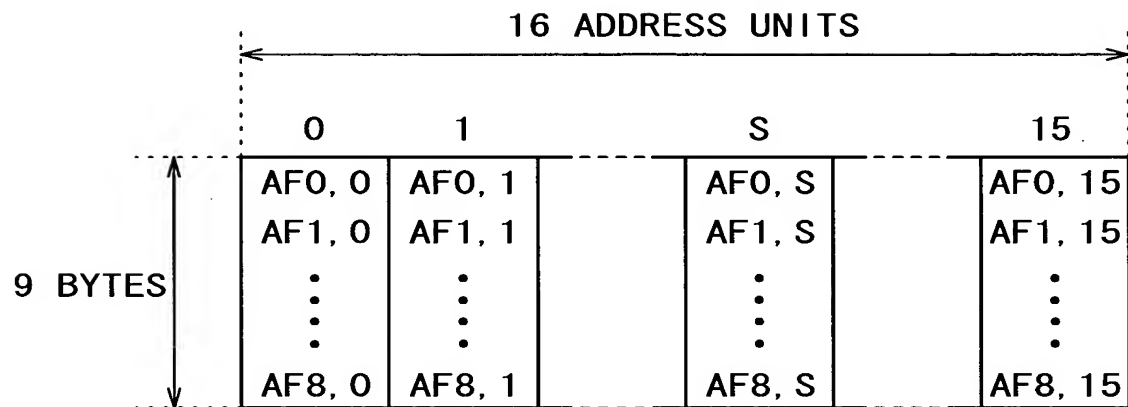 16 ADDRESS UNITS
0 1 S 15
AF0, 0 AF0, 1 AF0, S AF0, 15
AF1, 0 AF1, 1 AF1, S AF1, 15
9 BYTES
AF8, 0 AF8, 1 AF8, S AF8, 15